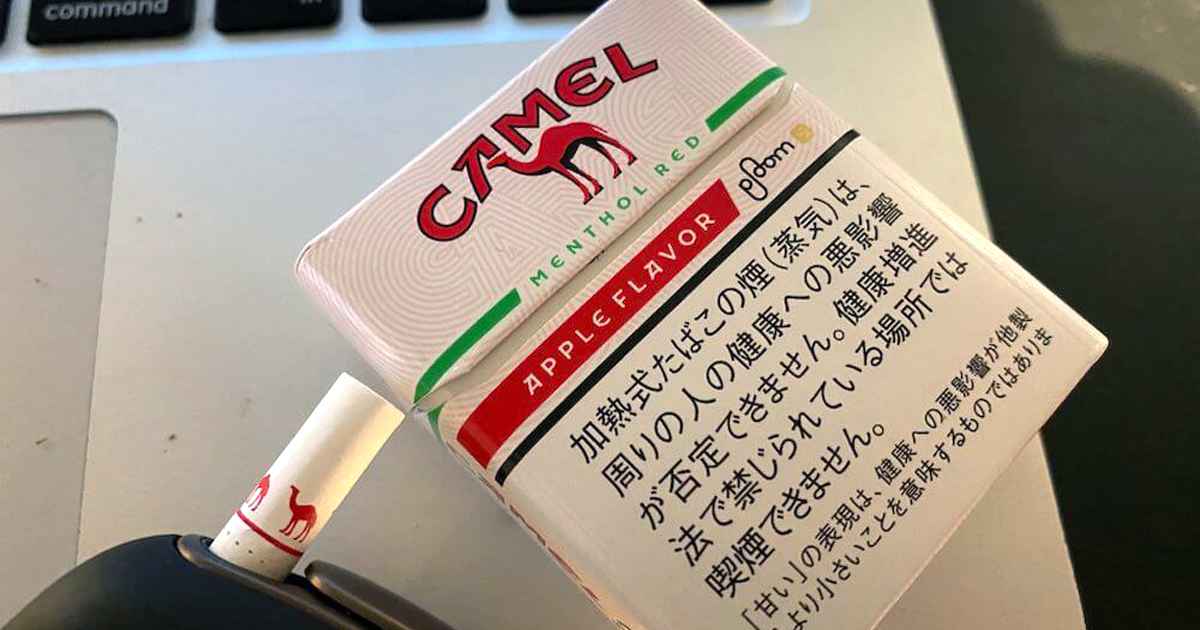 command
CAMEL
MENTHOL RED
APPLE FLAVOR
ploom
加熱式たばこの煙(蒸気)は、
周りの人の健康への悪影響
が否定できません。健康増進
法で禁じられている場所では
喫煙できません。
「甘い」の表現は、健康への悪影響が他製
より小さいことを意味するものではありま